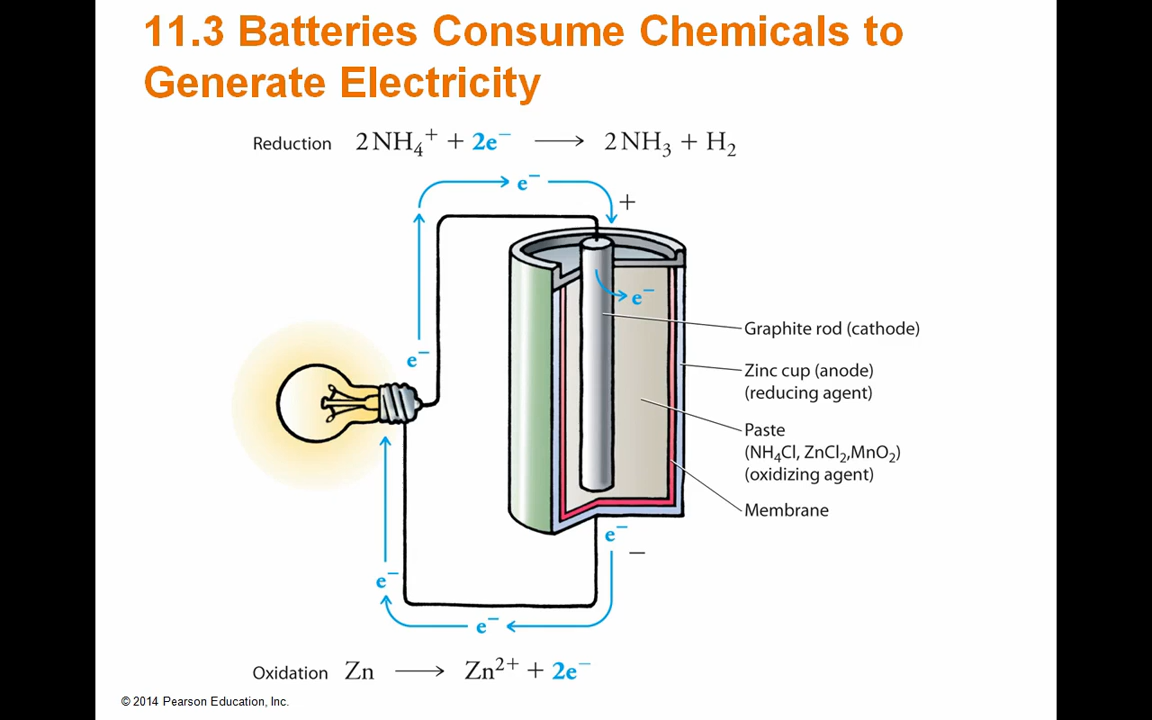 11.3 Batteries Consume Chemicals to
Generate Electricity
Reduction 2NH₄⁺ + 2e⁻ ⟶ 2NH₃ + H₂
e⁻
+
e⁻
Graphite rod (cathode)
e⁻
Zinc cup (anode)
(reducing agent)
Paste
(NH₄Cl, ZnCl₂,MnO₂)
(oxidizing agent)
Membrane
e⁻
−
e⁻
e⁻
Oxidation Zn ⟶ Zn²⁺ + 2e⁻
© 2014 Pearson Education, Inc.